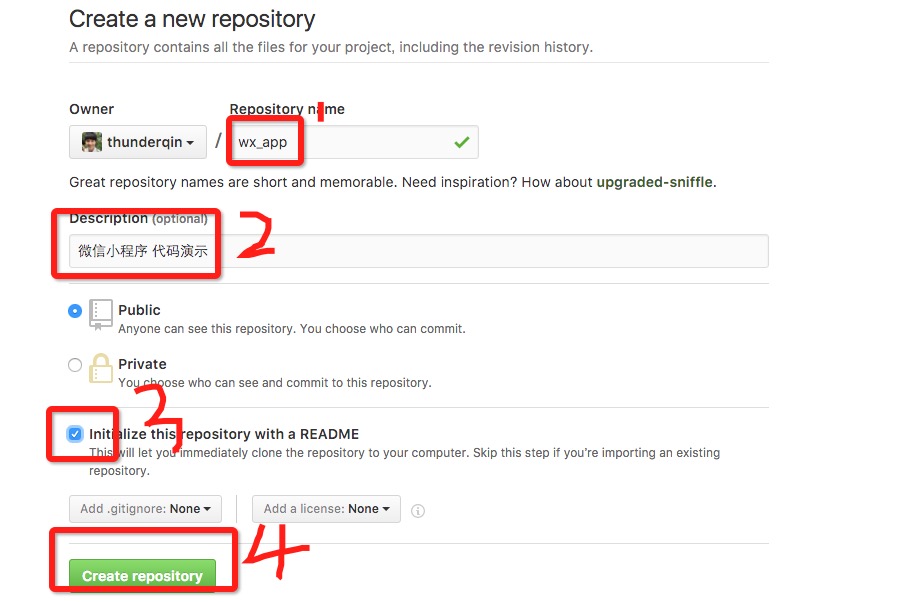 Create a new repository
A repository contains all the files for your project, including the revision history.
Owner
Repository name
1
thunderqin
/
wx_app
Great repository names are short and memorable. Need inspiration? How about upgraded-sniffle.
Description (optional)
2
微信小程序 代码演示
Public
Anyone can see this repository. You choose who can commit.
Private
You choose who can see and commit to this repository.
3
Initialize this repository with a README
This will let you immediately clone the repository to your computer. Skip this step if you're importing an existing
repository.
Add .gitignore: None
Add a license: None
4
Create repository